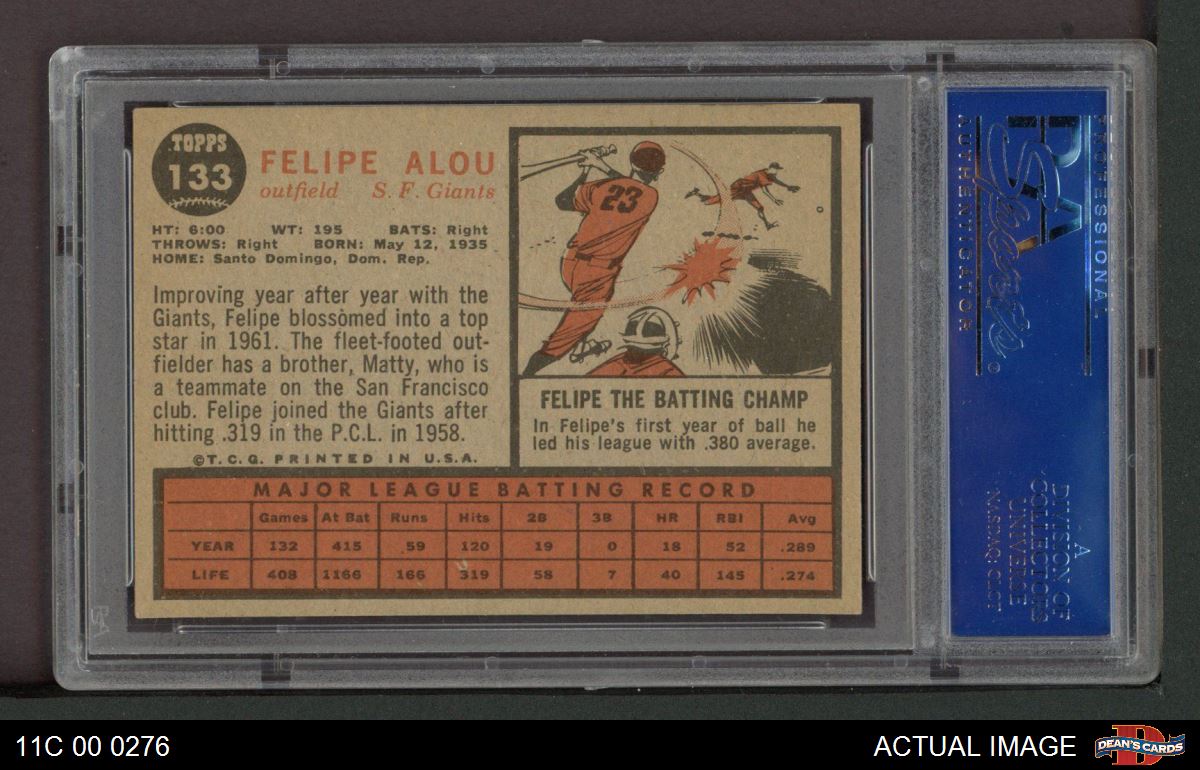 TOPPS
133
FELIPE ALOU
outfield S. F. Giants
HT: 6:00 WT: 195 BATS: Right
THROWS: Right BORN: May 12, 1935
HOME: Santo Domingo, Dom. Rep.
Improving year after year with the
Giants, Felipe blossomed into a top
star in 1961. The fleet-footed out-
fielder has a brother, Matty, who is
a teammate on the San Francisco
club. Felipe joined the Giants after
hitting .319 in the P.C.L. in 1958.
©T.C.G. PRINTED IN U.S.A.
23
FELIPE THE BATTING CHAMP
In Felipe's first year of ball he
led his league with .380 average.
MAJOR LEAGUE BATTING RECORD
Games At Bat Runs Hits 2B 3B HR RBI Avg
YEAR 132 415 59 120 19 0 18 52 .289
LIFE 408 1166 166 319 58 7 40 145 .274
PROFESSIONAL
PSA
Sports
AUTHENTICATOR
®
A
DIVISION OF
COLLECTORS
UNIVERSE
NASDAQ: CLCT
11C 00 0276
ACTUAL IMAGE
D
DEAN'S CARDS